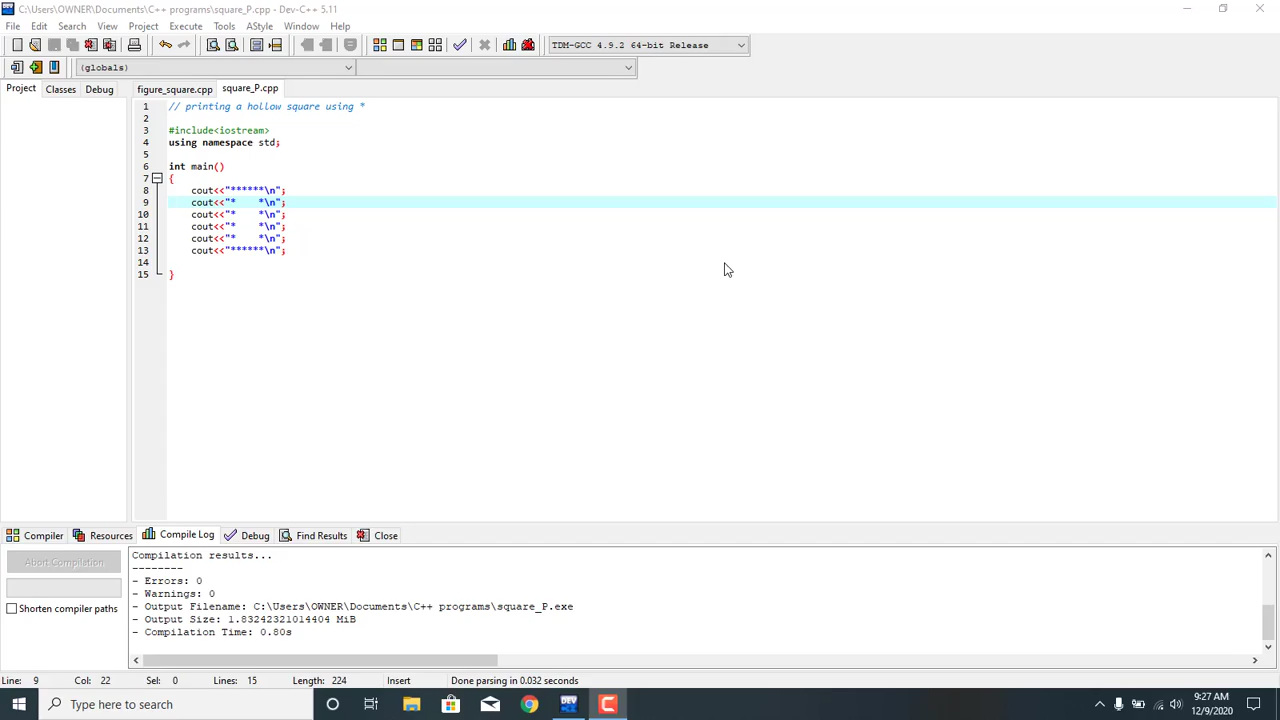 C:\Users\OWNER\Documents\C++ programs\square_P.cpp - Dev-C++ 5.11
File Edit Search View Project Execute Tools AStyle Window Help
TDM-GCC 4.9.2 64-bit Release
(globals)
Project Classes Debug figure_square.cpp square_P.cpp
1 // printing a hollow square using *
2
3 #include<iostream>
4 using namespace std;
5
6 int main()
7 {
8 cout<<"******\n";
9 cout<<"*    *\n";
10 cout<<"*    *\n";
11 cout<<"*    *\n";
12 cout<<"*    *\n";
13 cout<<"******\n";
14
15 }
Compiler Resources Compile Log Debug Find Results Close
Abort Compilation
Shorten compiler paths
Compilation results...
--------
- Errors: 0
- Warnings: 0
- Output Filename: C:\Users\OWNER\Documents\C++ programs\square_P.exe
- Output Size: 1.83242321014404 MiB
- Compilation Time: 0.80s
Line: 9 Col: 22 Sel: 0 Lines: 15 Length: 224 Insert Done parsing in 0.032 seconds
DEV
Type here to search
DEV
C
9:27 AM
12/9/2020